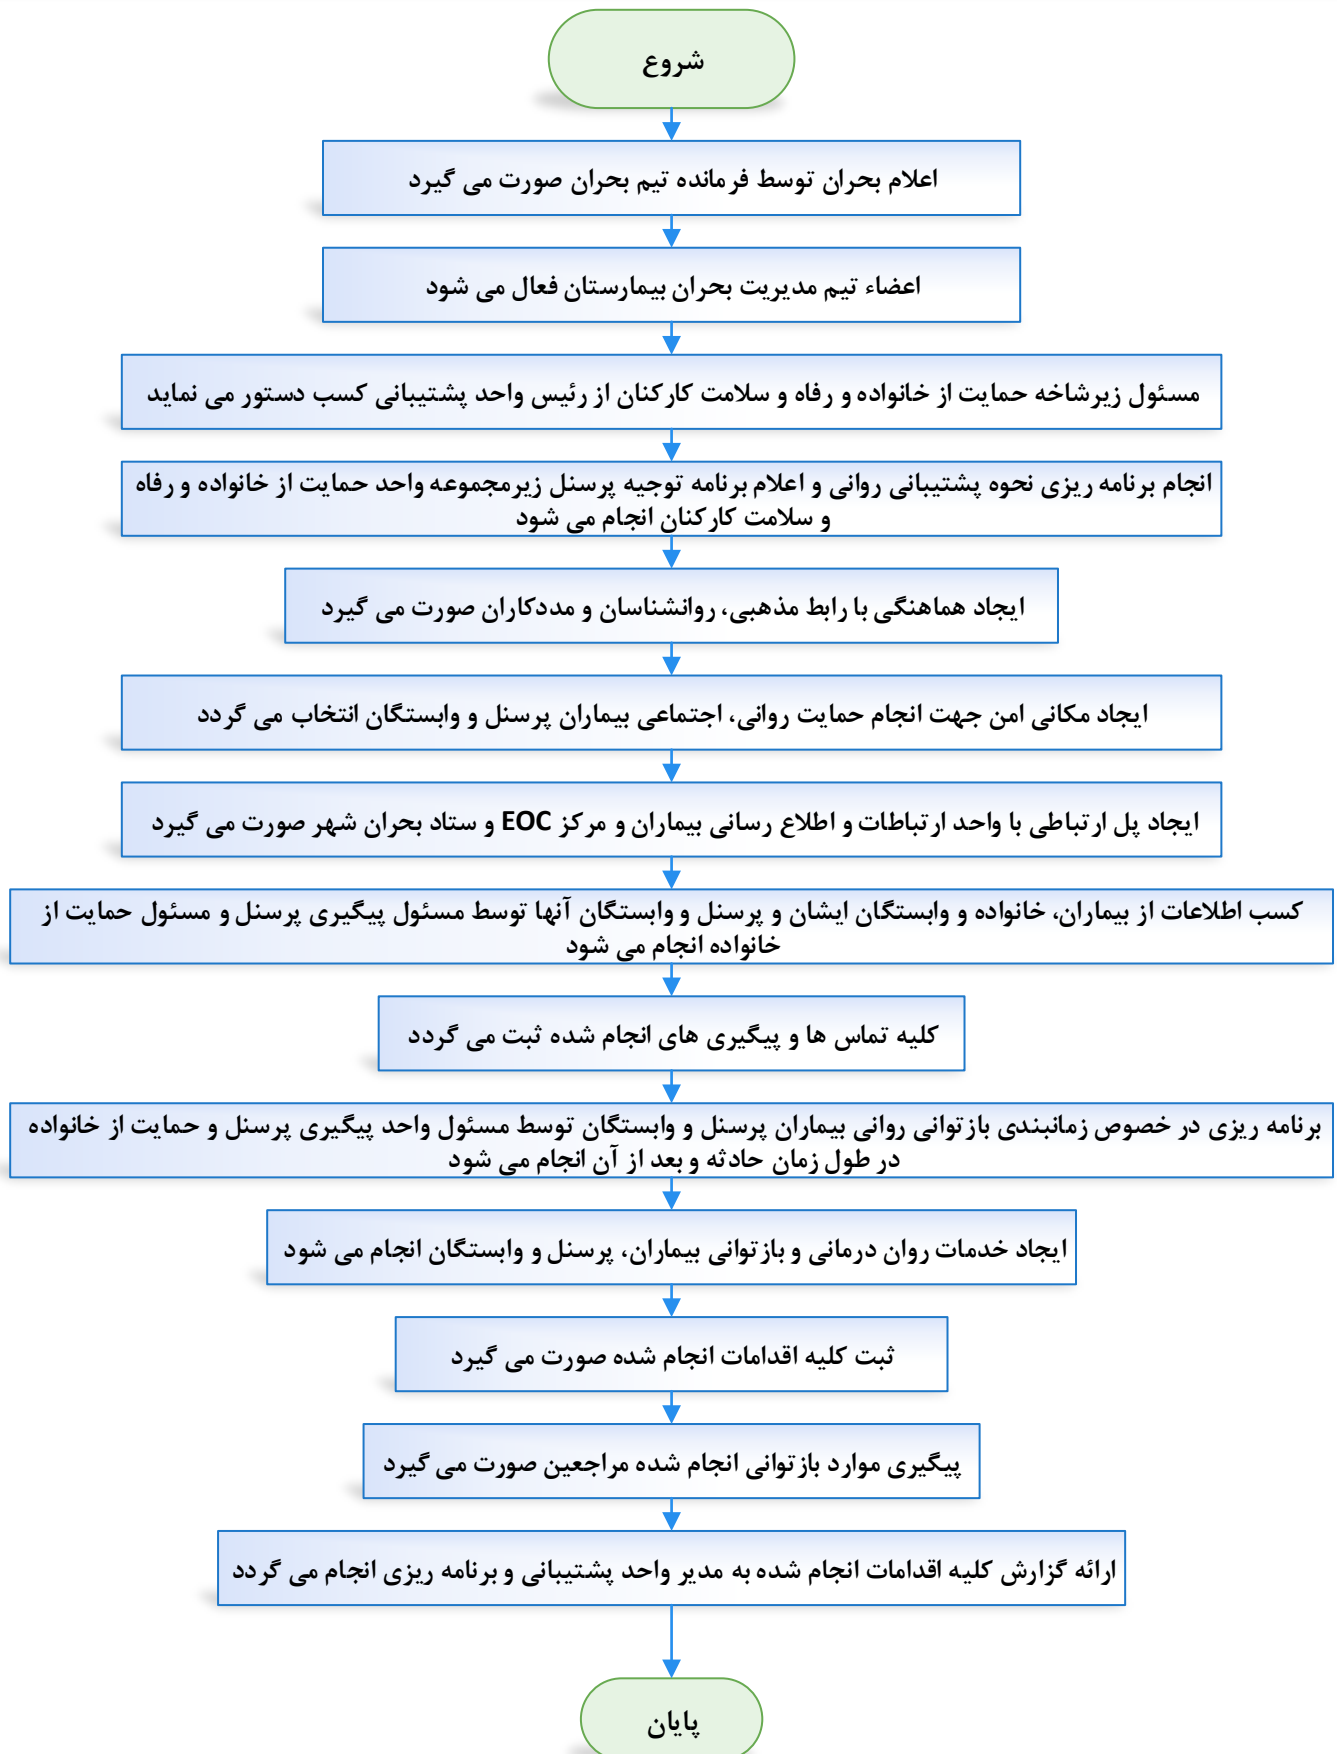 شروع
اعلام بحران توسط فرمانده تیم بحران صورت می گیرد
اعضاء تیم مدیریت بحران بیمارستان فعال می شود
مسئول زیرشاخه حمایت از خانواده و رفاه و سلامت کارکنان از رئیس واحد پشتیبانی کسب دستور می نماید
انجام برنامه ریزی نحوه پشتیبانی روانی و اعلام برنامه توجیه پرسنل زیرمجموعه واحد حمایت از خانواده و رفاه
و سلامت کارکنان انجام می شود
ایجاد هماهنگی با رابط مذهبی، روانشناسان و مددکاران صورت می گیرد
ایجاد مکانی امن جهت انجام حمایت روانی، اجتماعی بیماران پرسنل و وابستگان انتخاب می گردد
ایجاد پل ارتباطی با واحد ارتباطات و اطلاع رسانی بیماران و مرکز EOC و ستاد بحران شهر صورت می گیرد
کسب اطلاعات از بیماران، خانواده و وابستگان ایشان و پرسنل و وابستگان آنها توسط مسئول پیگیری پرسنل و مسئول حمایت از
خانواده انجام می شود
کلیه تماس ها و پیگیری های انجام شده ثبت می گردد
برنامه ریزی در خصوص زمانبندی بازتوانی روانی بیماران پرسنل و وابستگان توسط مسئول واحد پیگیری پرسنل و حمایت از خانواده
در طول زمان حادثه و بعد از آن انجام می شود
ایجاد خدمات روان درمانی و بازتوانی بیماران، پرسنل و وابستگان انجام می شود
ثبت کلیه اقدامات انجام شده صورت می گیرد
پیگیری موارد بازتوانی انجام شده مراجعین صورت می گیرد
ارائه گزارش کلیه اقدامات انجام شده به مدیر واحد پشتیبانی و برنامه ریزی انجام می گردد
پایان